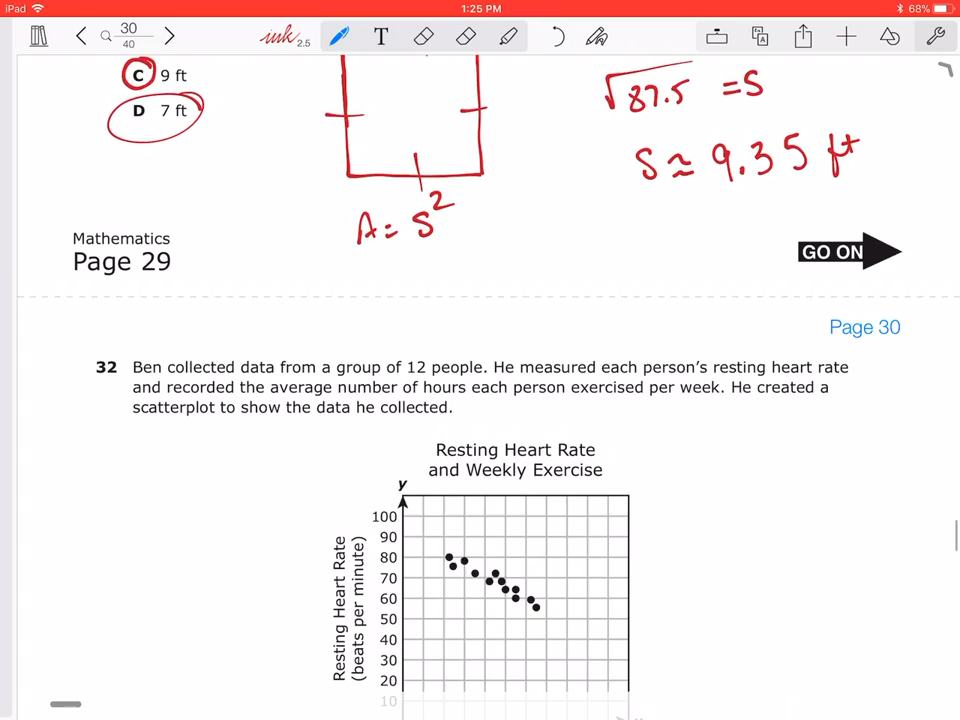 iPad
1:25 PM
68%
30
40
ink 2.5
T
C 9 ft
D 7 ft
√87.5 = S
S ≈ 9.35 ft
A = S²
Mathematics
Page 29
GO ON
Page 30
32 Ben collected data from a group of 12 people. He measured each person's resting heart rate
and recorded the average number of hours each person exercised per week. He created a
scatterplot to show the data he collected.
Resting Heart Rate
and Weekly Exercise
y
Resting Heart Rate
(beats per minute)
100
90
80
70
60
50
40
30
20
10